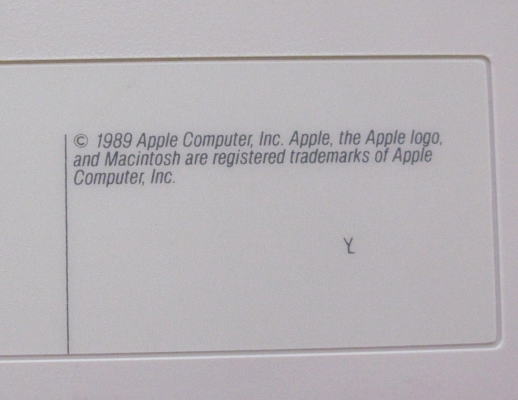 © 1989 Apple Computer, Inc. Apple, the Apple logo,
and Macintosh are registered trademarks of Apple
Computer, Inc.
Y